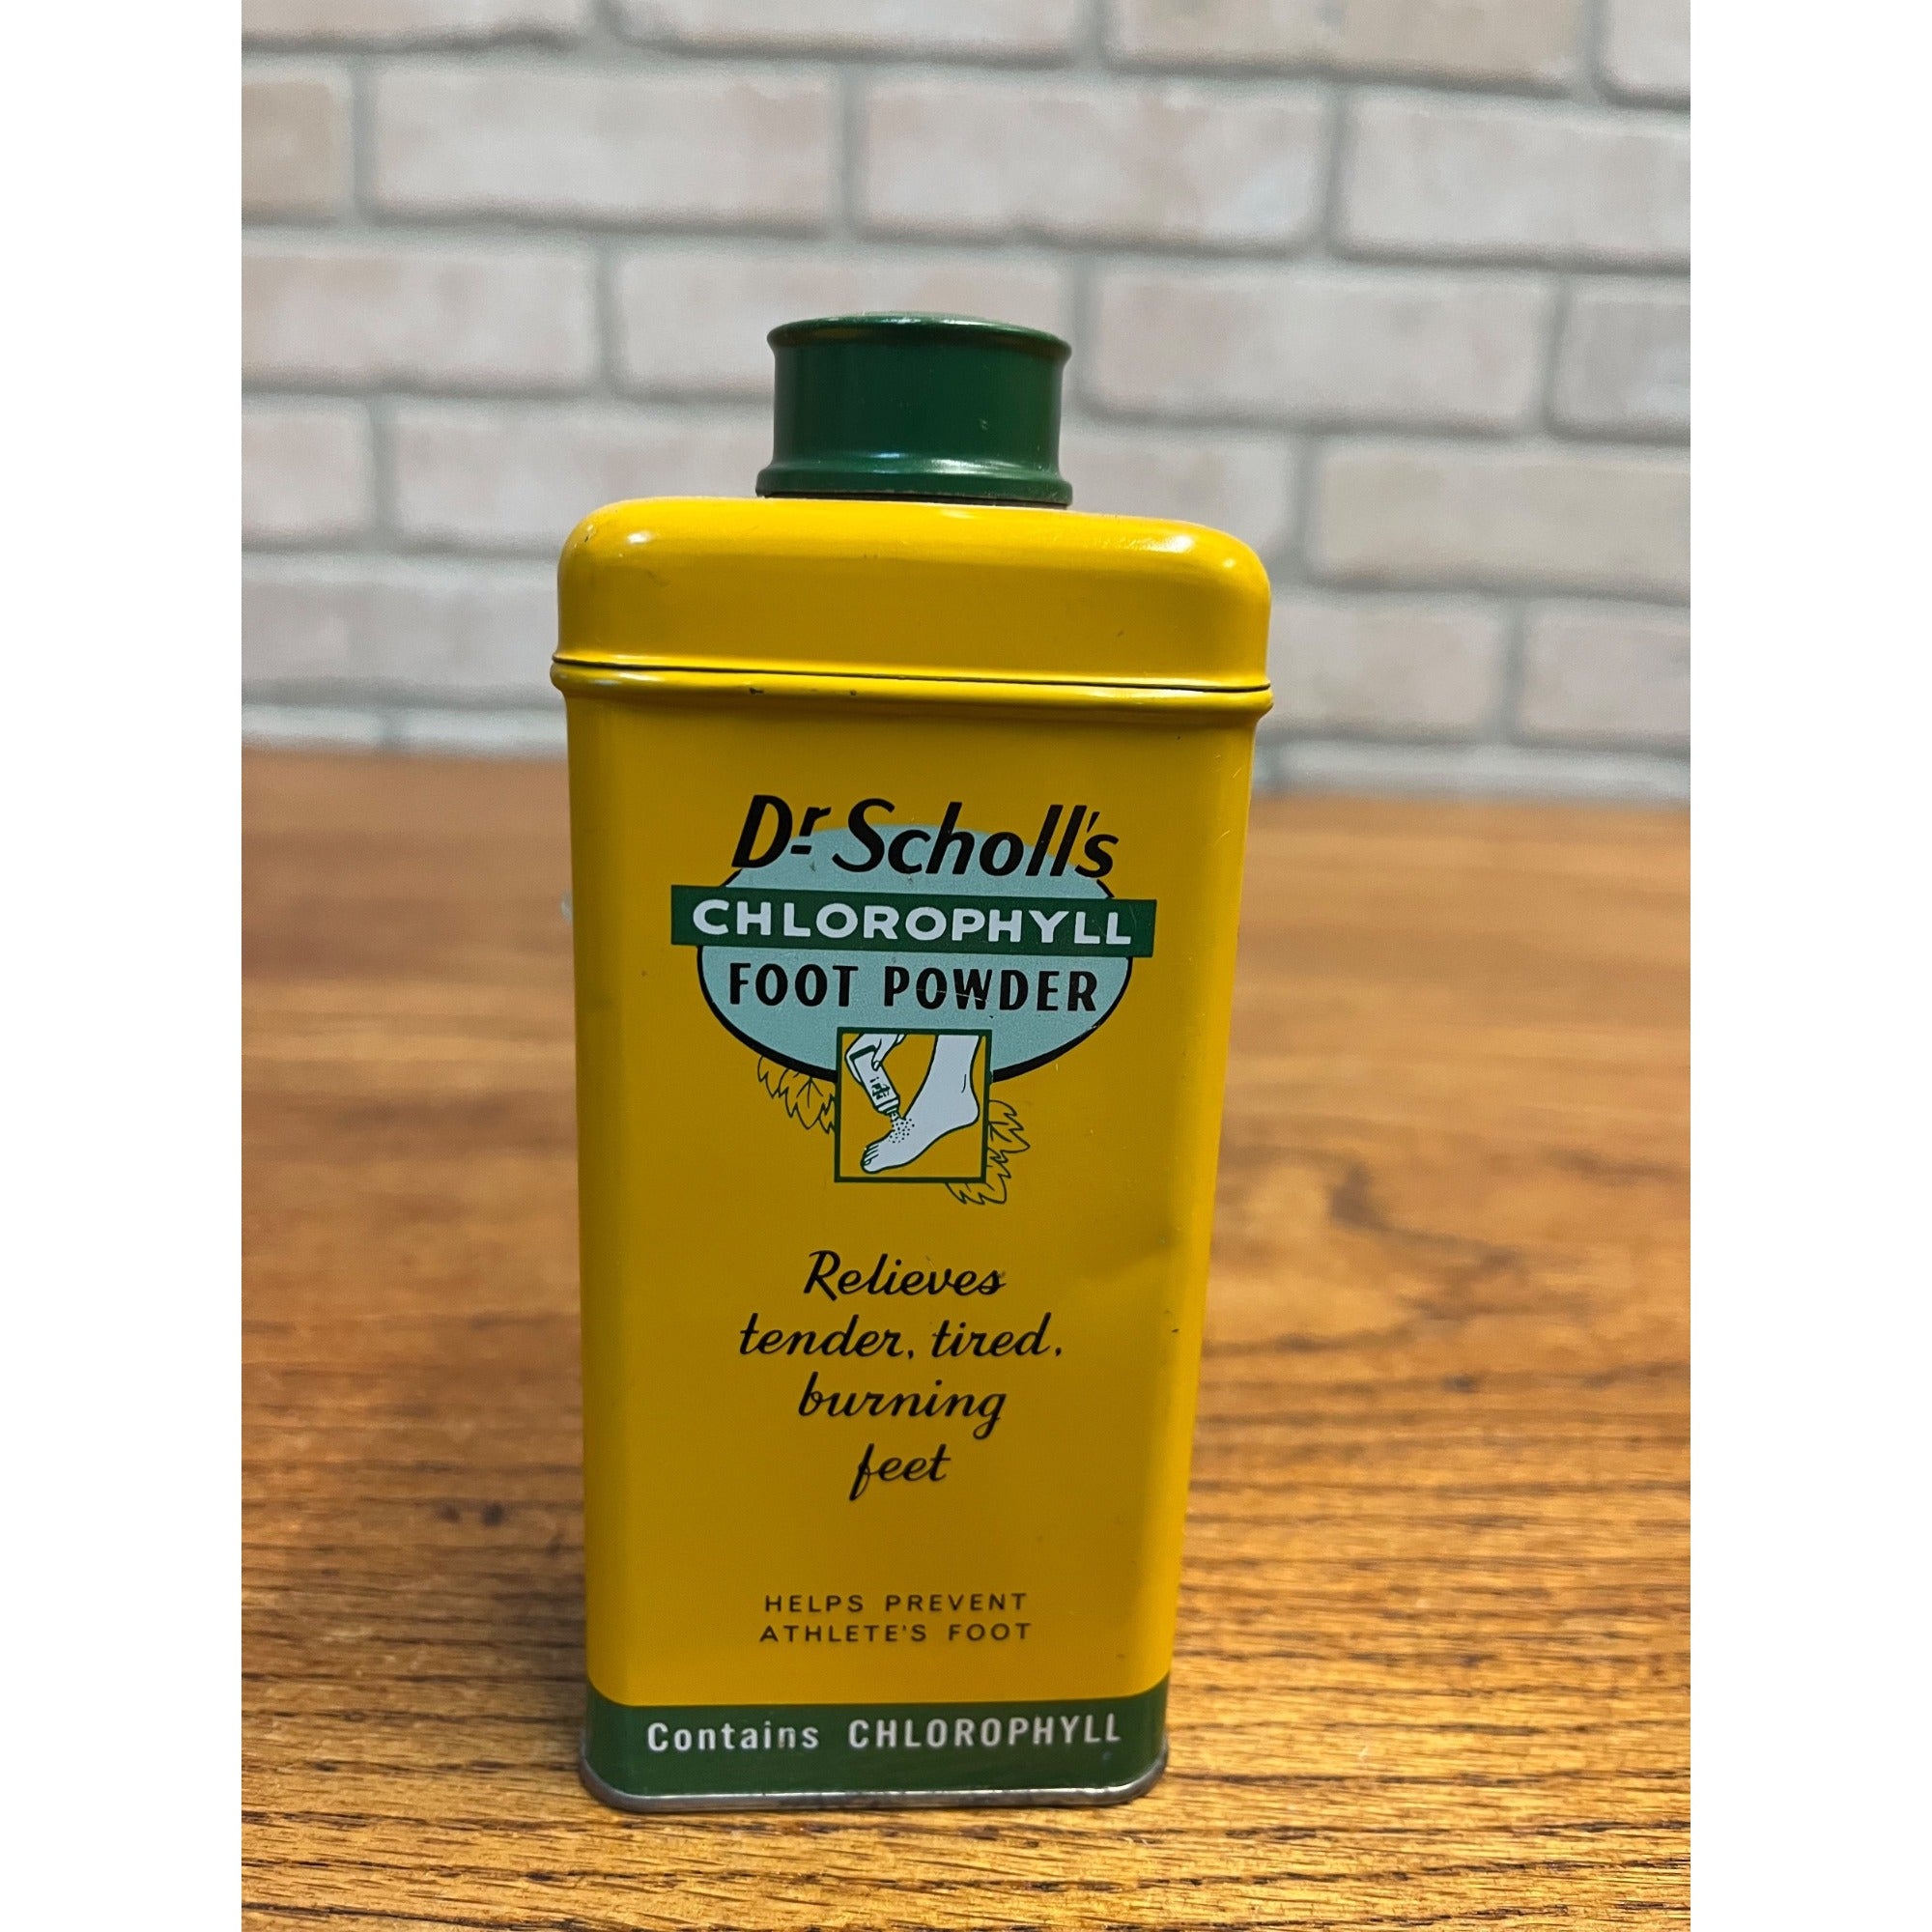 Dr Scholl's
CHLOROPHYLL
FOOT POWDER
Relieves
tender, tired,
burning
feet
HELPS PREVENT
ATHLETE'S FOOT
Contains CHLOROPHYLL